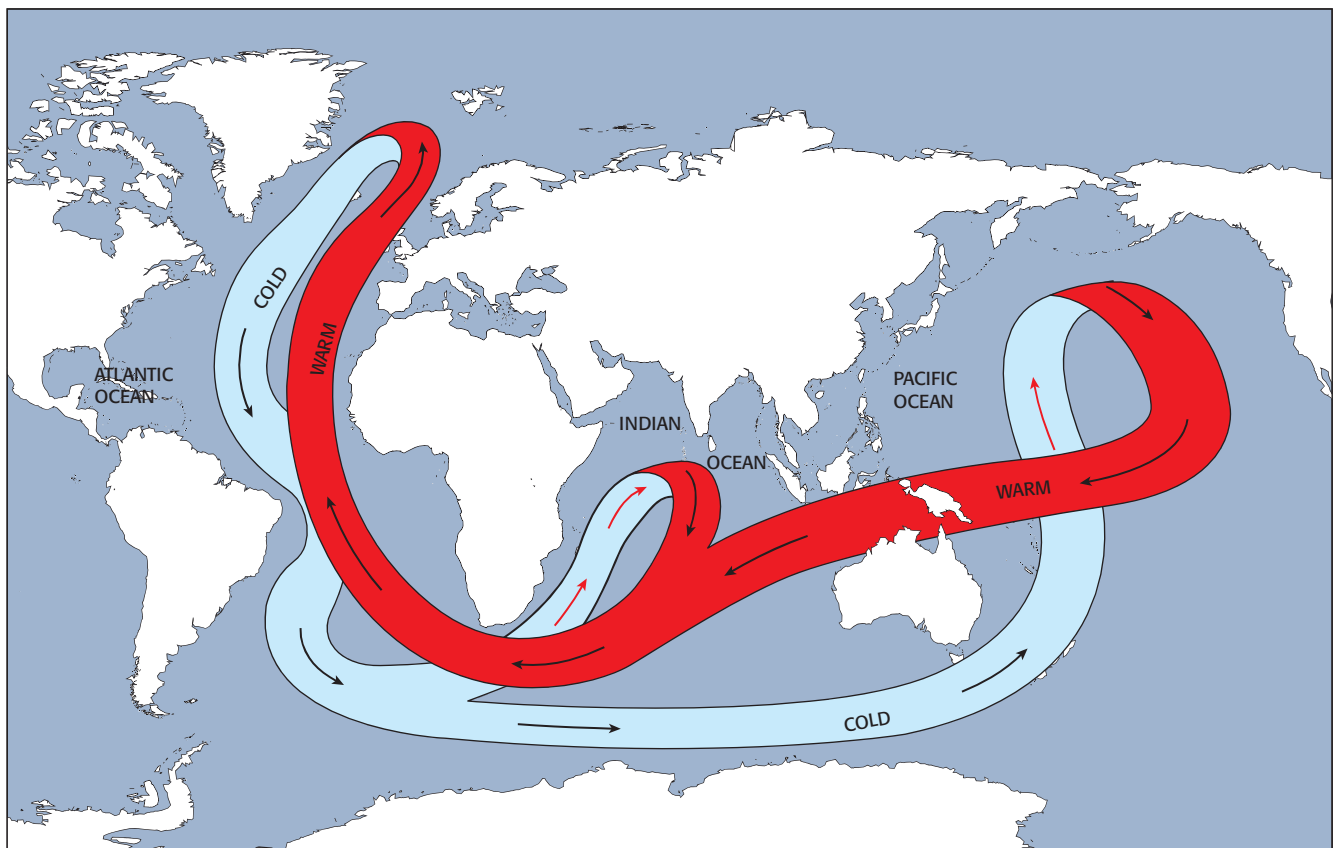 COLD
WARM
ATLANTIC
OCEAN
PACIFIC
OCEAN
INDIAN
OCEAN
WARM
COLD